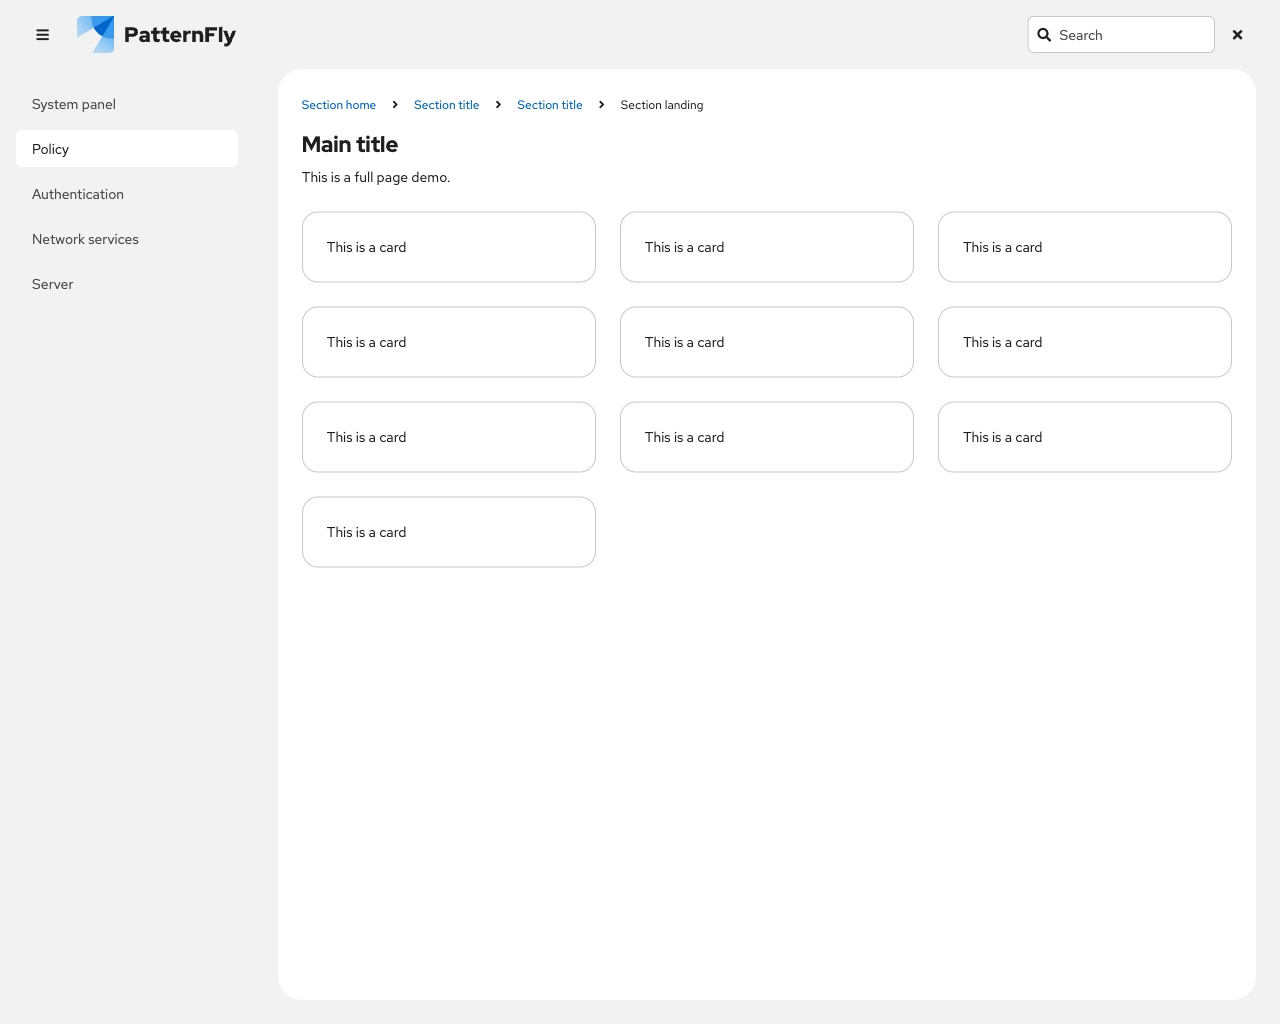 PatternFly
Search
System panel
Policy
Authentication
Network services
Server
Section home Section title Section title Section landing
Main title
This is a full page demo.
This is a card This is a card This is a card
This is a card This is a card This is a card
This is a card This is a card This is a card
This is a card